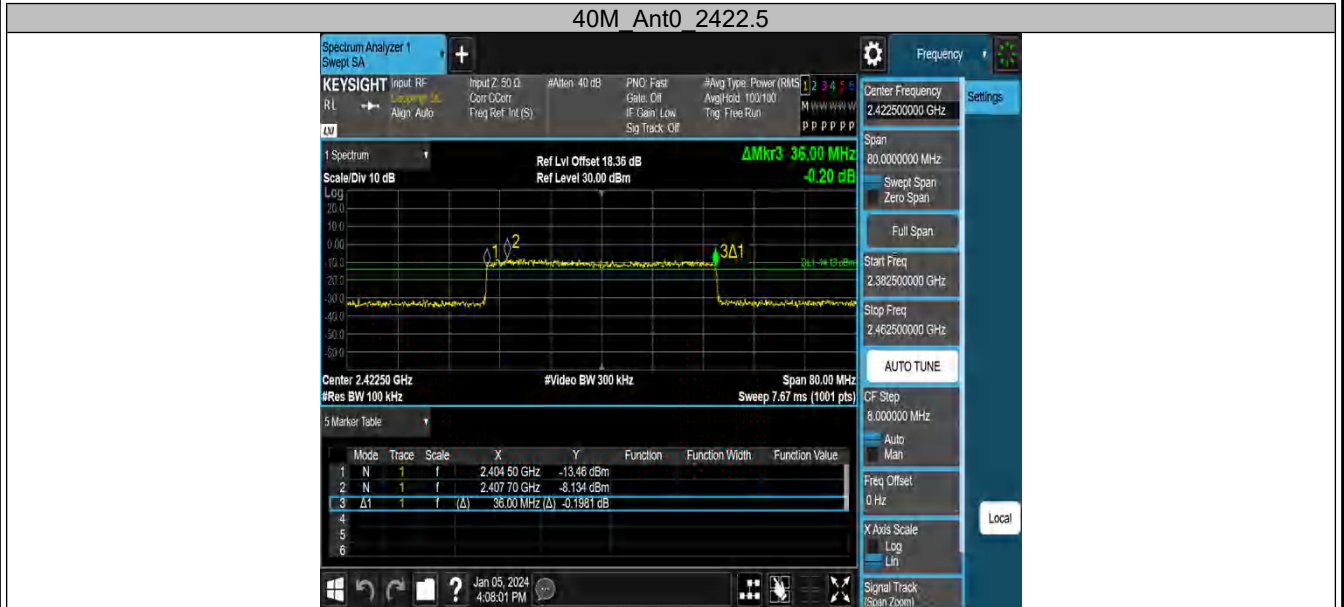 40M_Ant0_2422.5
Spectrum Analyzer 1
Swept SA
+
Frequency
KEYSIGHT
RL
LXI
Input: RF
Align: Auto
Input Z: 50 Ω
Corr CCorr
Freq Ref: Int (S)
#Atten: 40 dB
PNO: Fast
Gate: Off
IF Gain: Low
Sig Track: Off
#Avg Type: Power (RMS
Avg|Hold: 100/100
Trig: Free Run
1 2 3 4 5 6
M W W W W W
P P P P P P
Center Frequency
2.422500000 GHz
Settings
Span
80.0000000 MHz
Swept Span
Zero Span
Full Span
Start Freq
2.382500000 GHz
Stop Freq
2.462500000 GHz
AUTO TUNE
CF Step
8.000000 MHz
Auto
Man
Freq Offset
0 Hz
X Axis Scale
Log
Lin
Signal Track
(Span Zoom)
Local
1 Spectrum
Scale/Div 10 dB
Log
Ref Lvl Offset 18.36 dB
Ref Level 30.00 dBm
ΔMkr3 36.00 MHz
-0.20 dB
20.0
10.0
0.00
-10.0
-20.0
-30.0
-40.0
-50.0
-60.0
1
2
3Δ1
Center 2.42250 GHz
#Res BW 100 kHz
#Video BW 300 kHz
Span 80.00 MHz
Sweep 7.67 ms (1001 pts)
5 Marker Table
Mode Trace Scale X Y Function Function Width Function Value
1 N 1 f 2.404 50 GHz -13.46 dBm
2 N 1 f 2.407 70 GHz -8.134 dBm
3 Δ1 1 f (Δ) 36.00 MHz (Δ) -0.1981 dB
4
5
6
?
Jan 05, 2024
4:08:01 PM